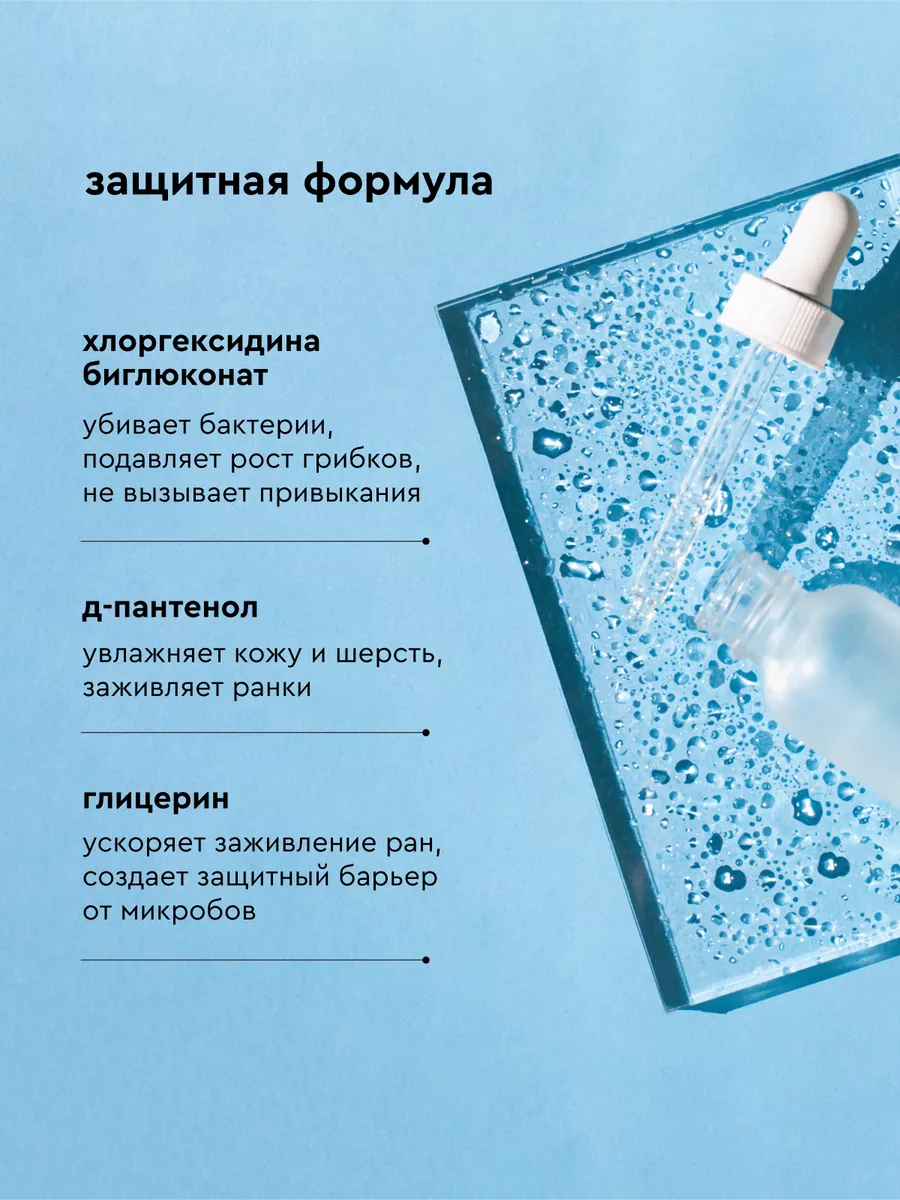 защитная формула
хлоргексидина
биглюконат
убивает бактерии,
подавляет рост грибков,
не вызывает привыкания
д-пантенол
увлажняет кожу и шерсть,
заживляет ранки
глицерин
ускоряет заживление ран,
создает защитный барьер
от микробов